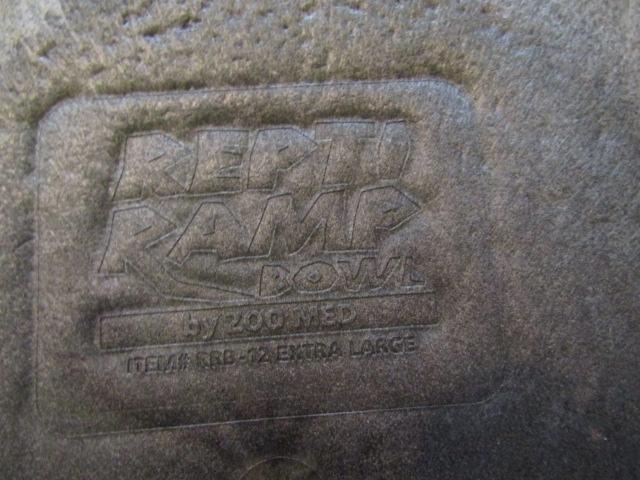 REPTI
RAMP
BOWL
by ZOO MED
ITEM# RRB-12 EXTRA LARGE